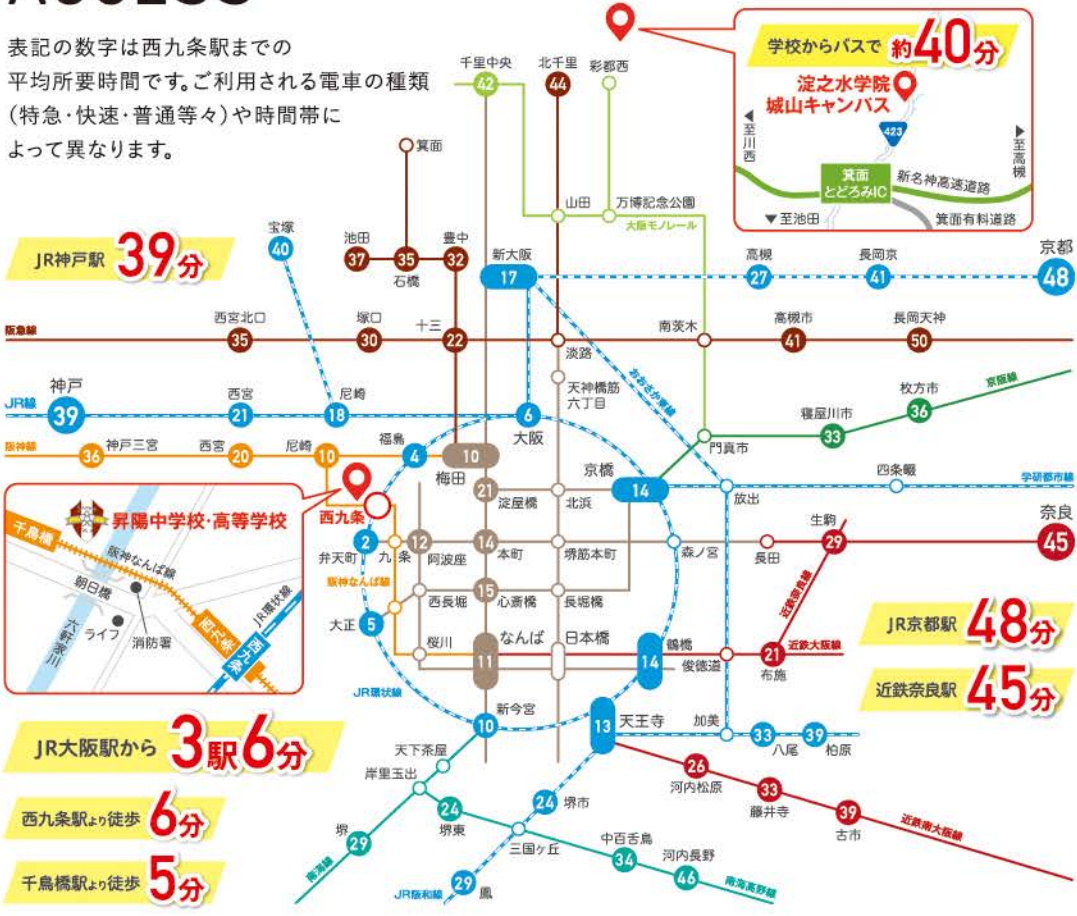 ACCESS
表記の数字は西九条駅までの
平均所要時間です。ご利用される電車の種類
（特急・快速・普通等々）や時間帯に
よって異なります。
学校からバスで 約40分
淀之水学院
城山キャンパス
423
◀至川西
▶至高槻
箕面
とどろみIC
新名神高速道路
▼至池田
箕面有料道路
千里中央
42
北千里
44
彩都西
箕面
山田
万博記念公園
大阪モノレール
JR神戸駅 39分
宝塚
40
池田
37
35
石橋
豊中
32
新大阪
17
高槻
27
長岡京
41
京都
48
阪急線
西宮北口
35
塚口
30
十三
22
淡路
南茨木
高槻市
41
長岡天神
50
天神橋筋
六丁目
おおさか東線
JR線
神戸
39
西宮
21
尼崎
18
6
大阪
枚方市
36
京阪線
寝屋川市
33
門真市
阪神線
36
神戸三宮
西宮
20
尼崎
10
福島
4
10
梅田
京橋
14
21
淀屋橋
北浜
放出
四条畷
学研都市線
西九条
昇陽中学校・高等学校
千鳥橋
阪神なんば線
朝日橋
ライフ
消防署
六軒家川
西九条
西九条
JR環状線
2
弁天町
九条
12
阿波座
14
本町
堺筋本町
森ノ宮
長田
生駒
29
奈良
45
阪神なんば線
西長堀
15
心斎橋
長堀橋
近鉄奈良線
大正
5
桜川
なんば
11
日本橋
鶴橋
14
俊徳道
21
布施
近鉄大阪線
JR京都駅 48分
近鉄奈良駅 45分
JR環状線
10
新今宮
13
天王寺
加美
33
八尾
39
柏原
JR大阪駅から 3駅6分
西九条駅より徒歩 6分
千鳥橋駅より徒歩 5分
天下茶屋
岸里玉出
26
河内松原
33
藤井寺
39
古市
近鉄南大阪線
24
堺東
24
堺市
堺
29
南海線
三国ヶ丘
中百舌鳥
34
河内長野
46
南海高野線
JR阪和線
29
鳳